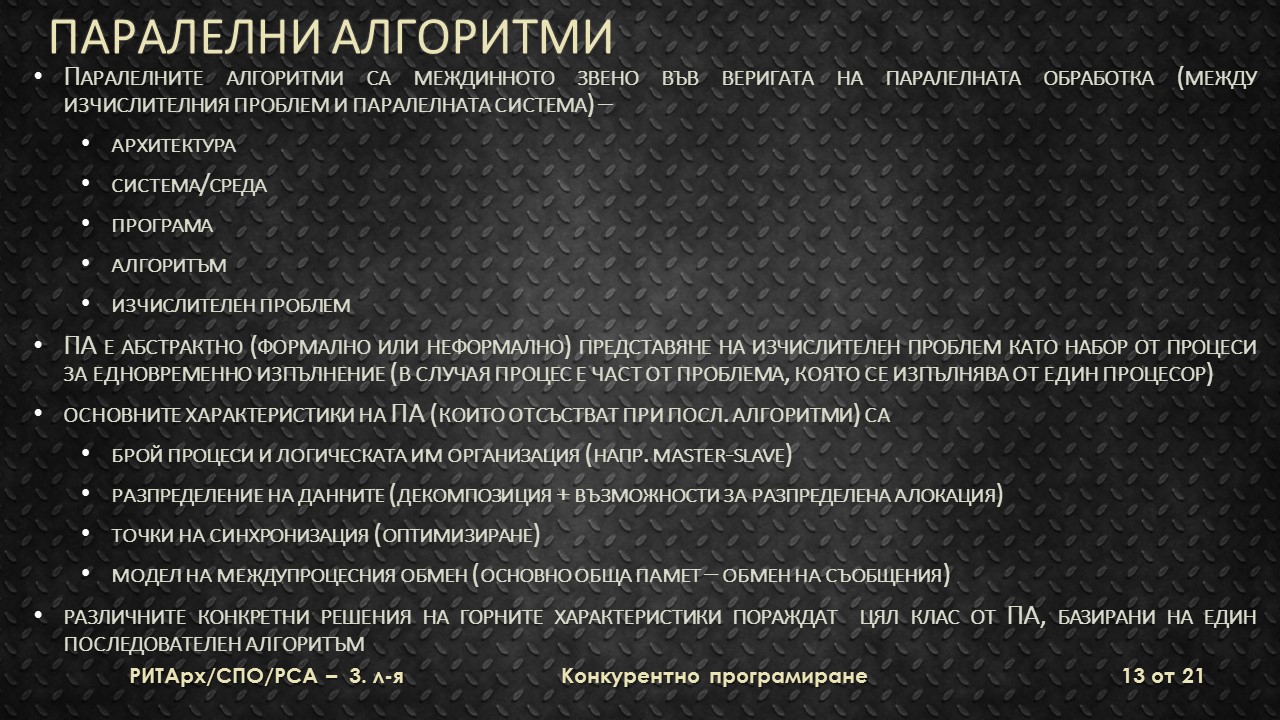 ПАРАЛЕЛНИ АЛГОРИТМИ
• Паралелните алгоритми са междинното звено във веригата на паралелната обработка (между
изчислителния проблем и паралелната система) –
• архитектура
• система/среда
• програма
• алгоритъм
• изчислителен проблем
• ПА е абстрактно (формално или неформално) представяне на изчислителен проблем като набор от процеси
за едновременно изпълнение (в случая процес е част от проблема, която се изпълнява от един процесор)
• основните характеристики на ПА (които отсъстват при посл. алгоритми) са
• брой процеси и логическата им организация (напр. master-slave)
• разпределение на данните (декомпозиция + възможности за разпределена алокация)
• точки на синхронизация (оптимизиране)
• модел на междупроцесния обмен (основно обща памет – обмен на съобщения)
• различните конкретни решения на горните характеристики пораждат цял клас от ПА, базирани на един
последователен алгоритъм
РИТАрх/СПО/РСА – 3. л-я Конкурентно програмиране 13 от 21